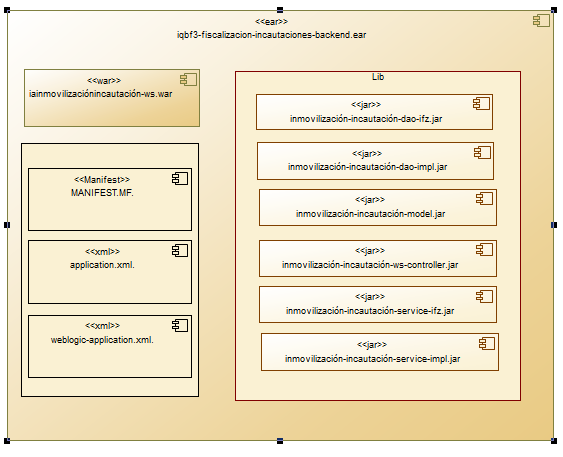 <<ear>>
iqbf3-fiscalizacion-incautaciones-backend.ear
<<war>>
iainmovilizaciónincautación-ws.war
<<Manifest>>
MANIFEST.MF.
<<xml>>
application.xml.
<<xml>>
weblogic-application.xml.
Lib
<<jar>>
inmovilización-incautación-dao-ifz.jar
<<jar>>
inmovilización-incautación-dao-impl.jar
<<jar>>
inmovilización-incautación-model.jar
<<jar>>
inmovilización-incautación-ws-controller.jar
<<jar>>
inmovilización-incautación-service-ifz.jar
<<jar>>
inmovilización-incautación-service-impl.jar